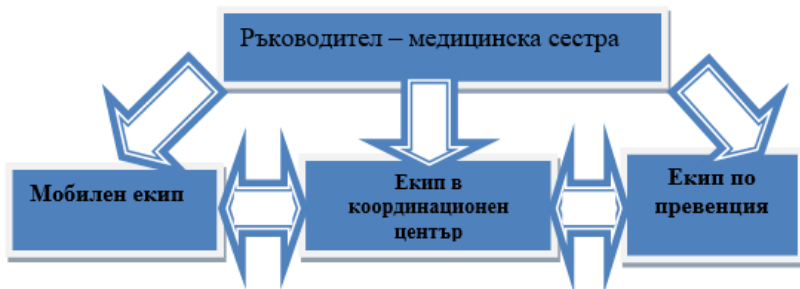 Ръководител – медицинска сестра
Мобилен екип
Екип в
координационен
център
Екип по
превенция